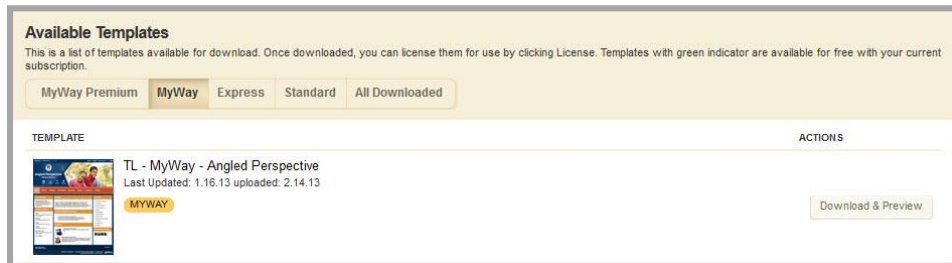 Available Templates
This is a list of templates available for download. Once downloaded, you can license them for use by clicking License. Templates with green indicator are available for free with your current
subscription.
MyWay Premium MyWay Express Standard All Downloaded
TEMPLATE ACTIONS
TL - MyWay - Angled Perspective
Last Updated: 1.16.13 uploaded: 2.14.13
MYWAY
Download & Preview